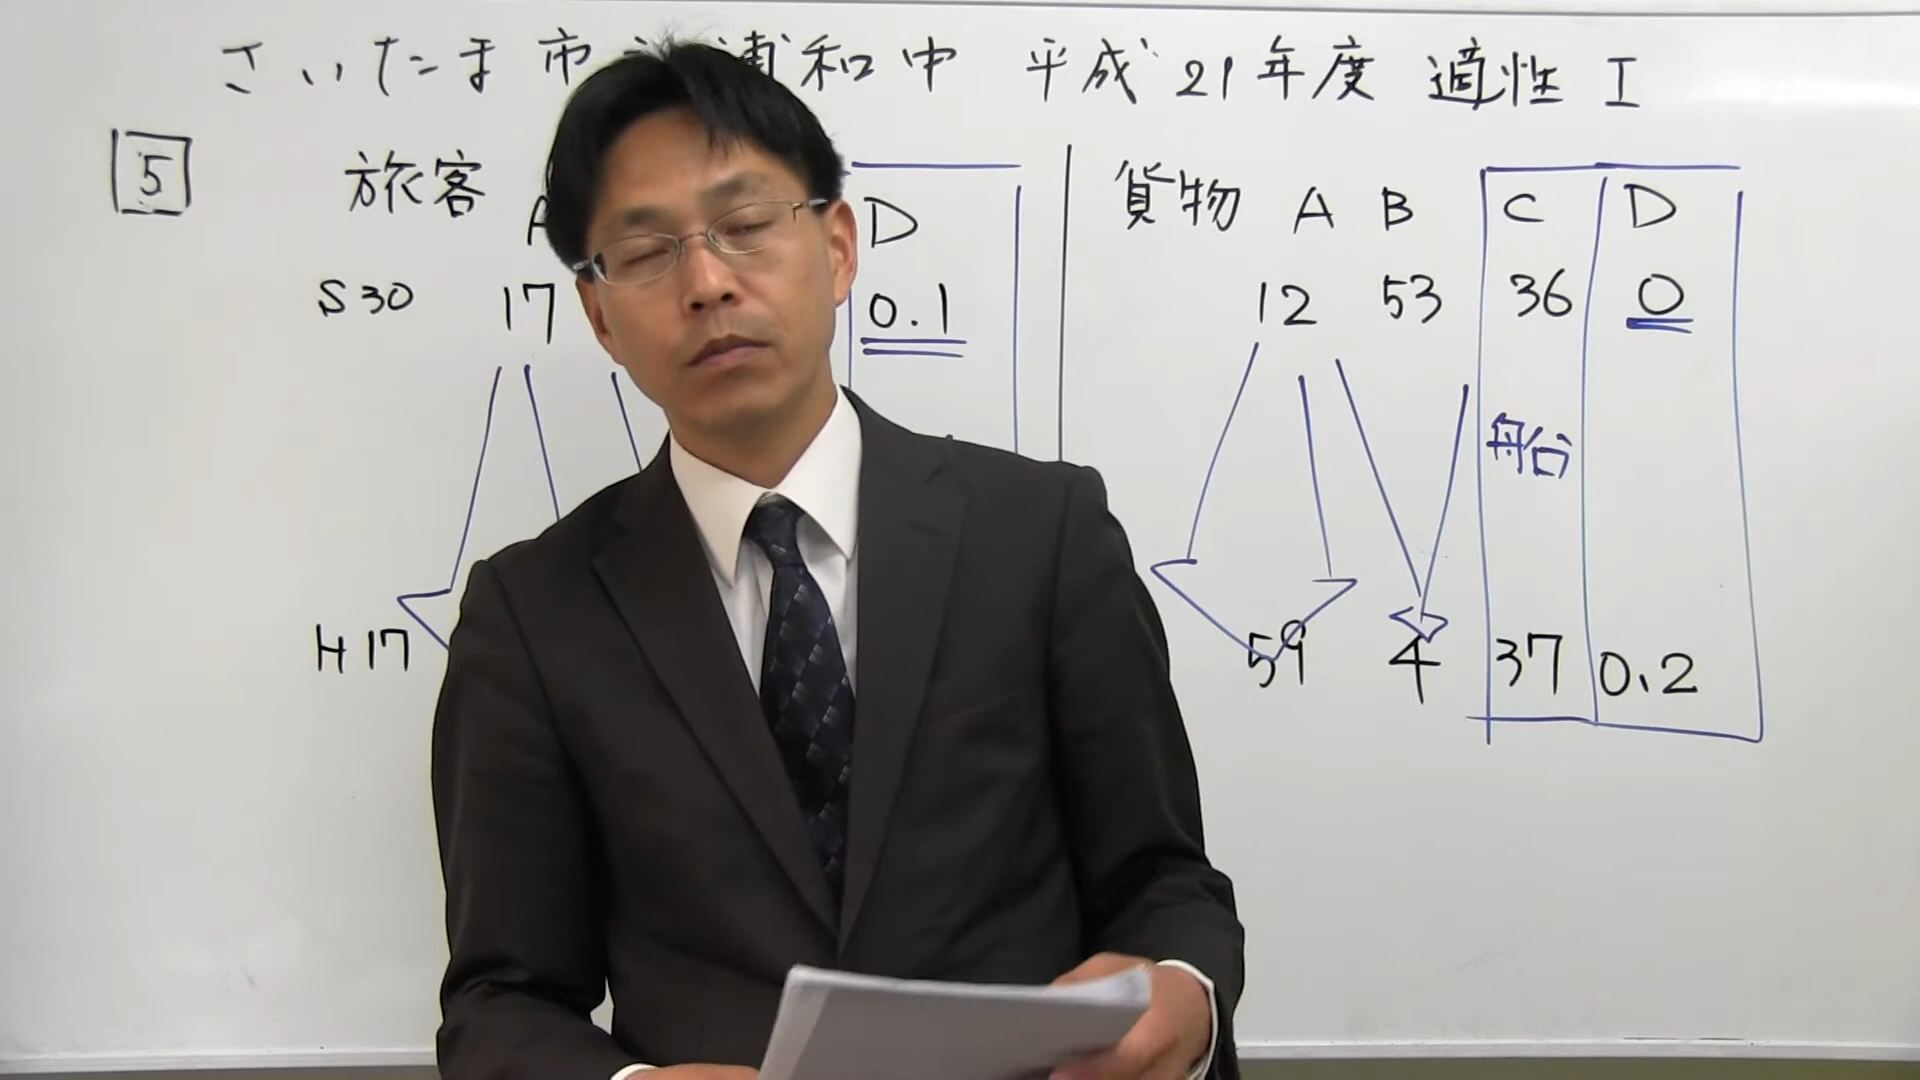 さいたま市 浦和中 平成21年度 適性 I
5 旅客 A D 貨物 A B C D
S30 17 0.1 12 53 36 0
船
H17 59 4 37 0.2